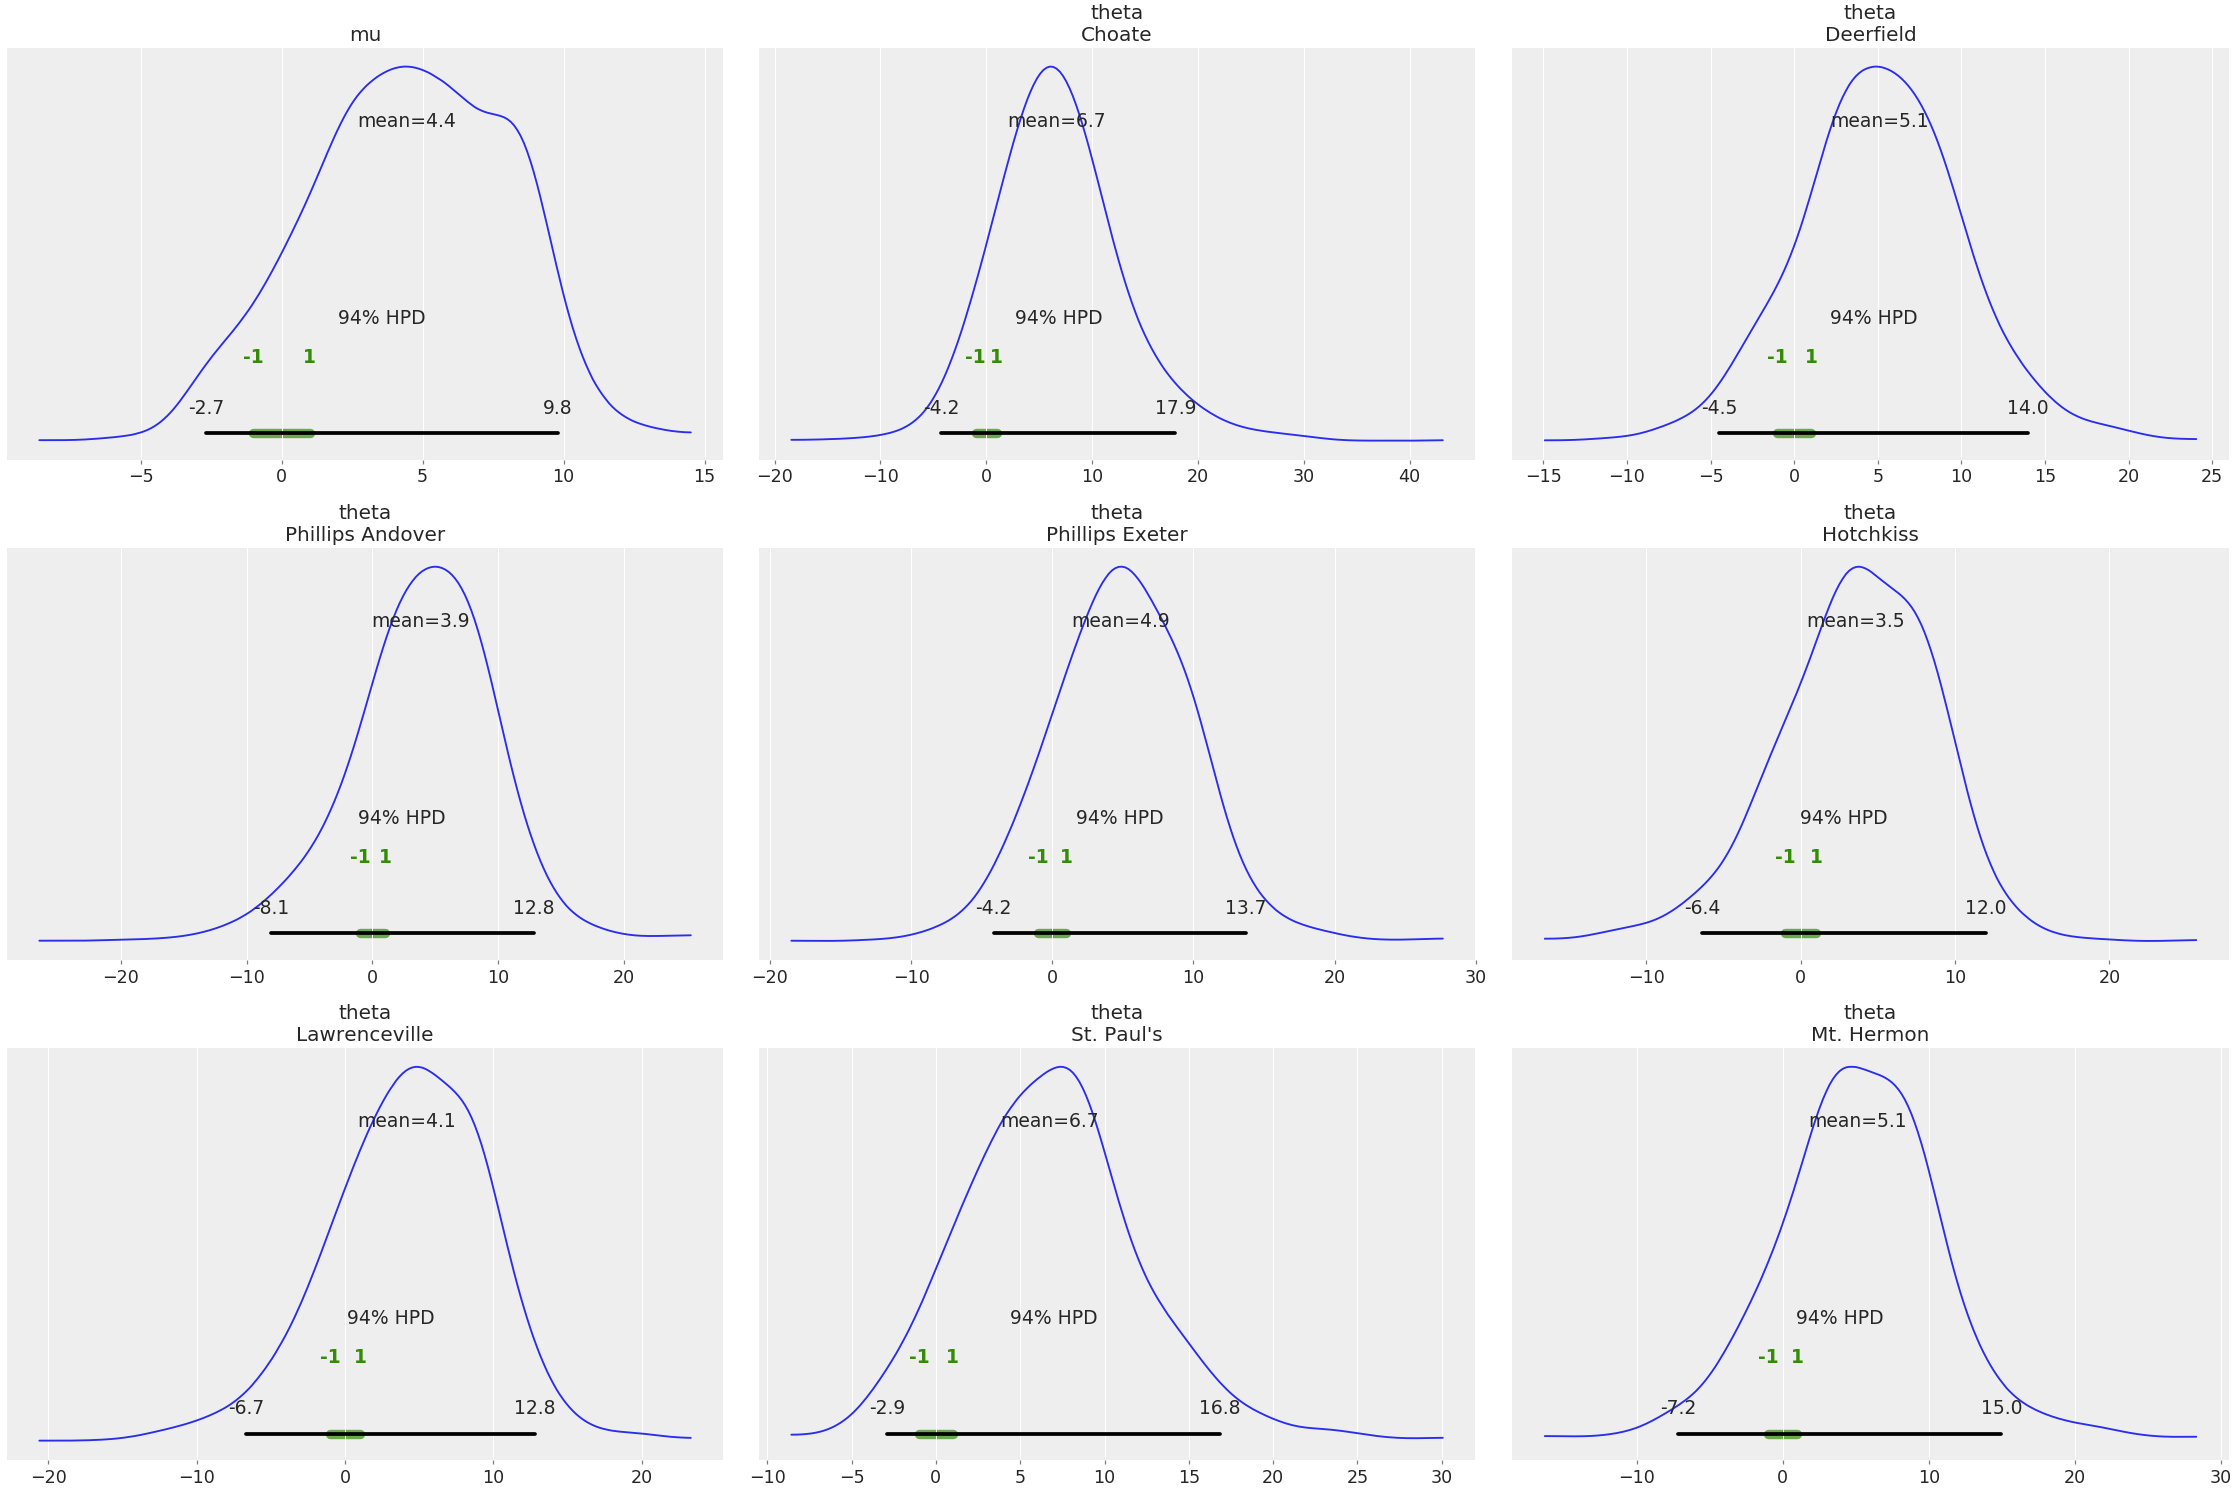 mu
mean=4.4
94% HPD
-1 1
-2.7 9.8
−5 0 5 10 15
theta
Choate
mean=6.7
94% HPD
-1 1
-4.2 17.9
−20 −10 0 10 20 30 40
theta
Deerfield
mean=5.1
94% HPD
-1 1
-4.5 14.0
−15 −10 −5 0 5 10 15 20 25
theta
Phillips Andover
mean=3.9
94% HPD
-1 1
-8.1 12.8
−20 −10 0 10 20
theta
Phillips Exeter
mean=4.9
94% HPD
-1 1
-4.2 13.7
−20 −10 0 10 20 30
theta
Hotchkiss
mean=3.5
94% HPD
-1 1
-6.4 12.0
−10 0 10 20
theta
Lawrenceville
mean=4.1
94% HPD
-1 1
-6.7 12.8
−20 −10 0 10 20
theta
St. Paul's
mean=6.7
94% HPD
-1 1
-2.9 16.8
−10 −5 0 5 10 15 20 25 30
theta
Mt. Hermon
mean=5.1
94% HPD
-1 1
-7.2 15.0
−10 0 10 20 30